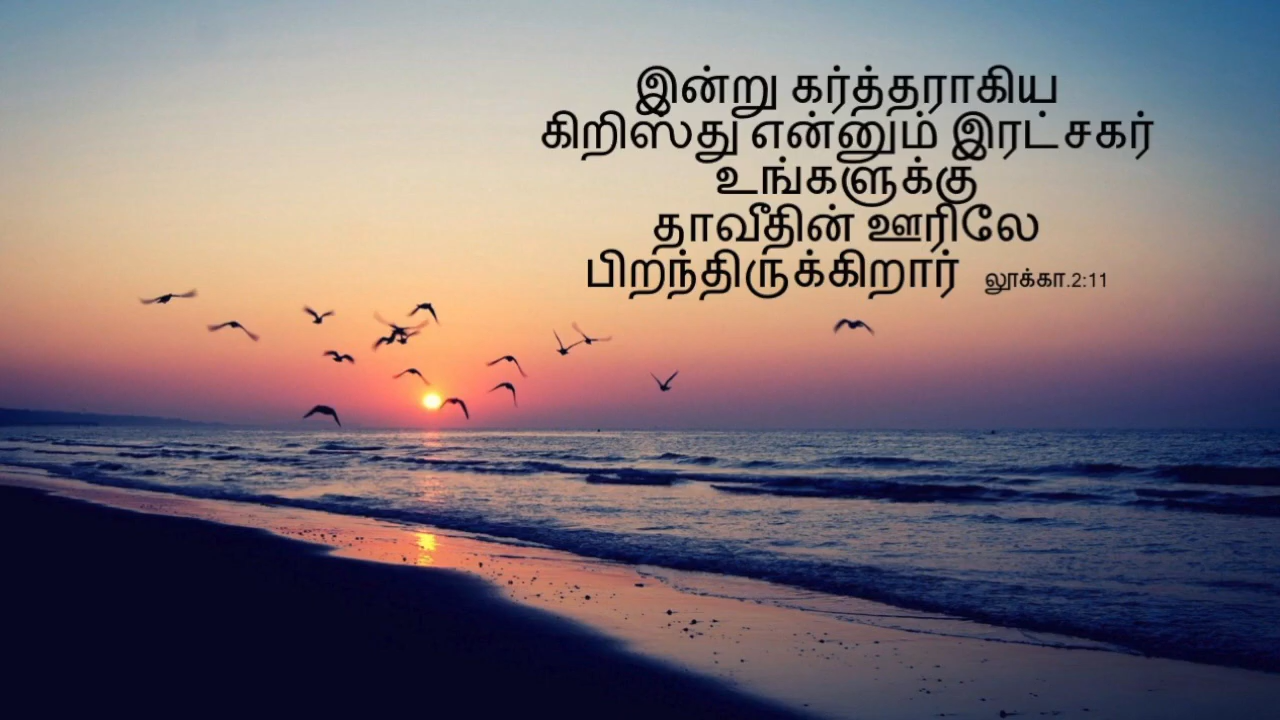 இன்று கர்த்தராகிய
கிறிஸ்து என்னும் இரட்சகர்
உங்களுக்கு
தாவீதின் ஊரிலே
பிறந்திருக்கிறார் லூக்கா.2:11